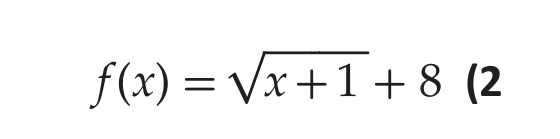 f(x) = √x+1 + 8 (2